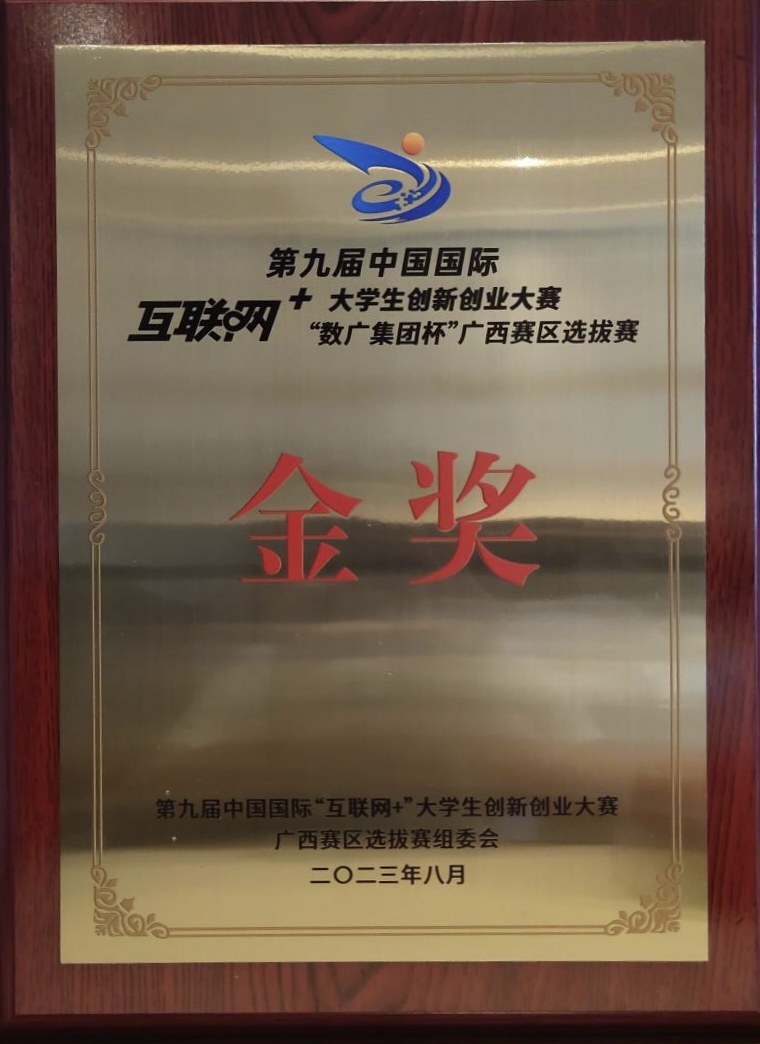 第九届中国国际
互联网+ 大学生创新创业大赛
“数广集团杯”广西赛区选拔赛
金奖
第九届中国国际“互联网+”大学生创新创业大赛
广西赛区选拔赛组委会
二〇二三年八月